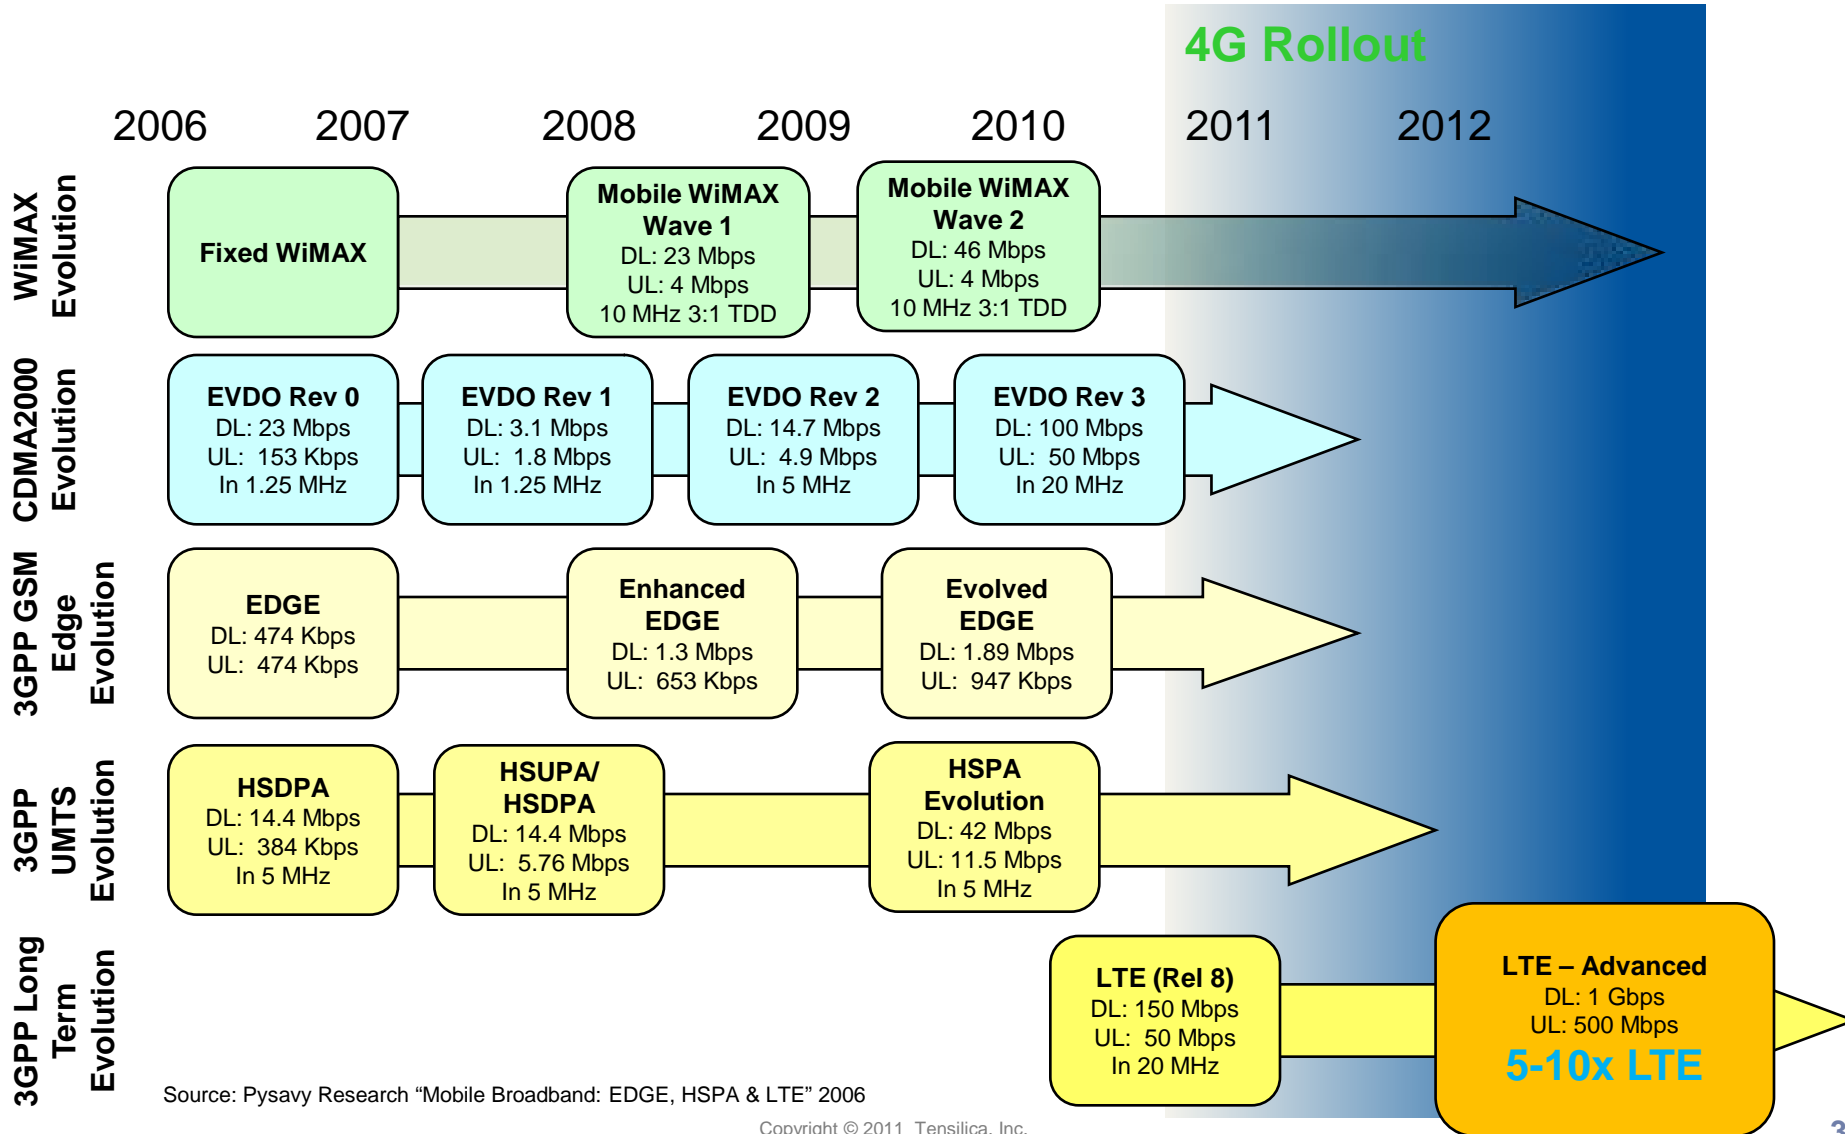 4G Rollout
2006 2007 2008 2009 2010 2011 2012
WiMAX
Evolution
Fixed WiMAX
Mobile WiMAX
Wave 1
DL: 23 Mbps
UL: 4 Mbps
10 MHz 3:1 TDD
Mobile WiMAX
Wave 2
DL: 46 Mbps
UL: 4 Mbps
10 MHz 3:1 TDD
CDMA2000
Evolution
EVDO Rev 0
DL: 23 Mbps
UL: 153 Kbps
In 1.25 MHz
EVDO Rev 1
DL: 3.1 Mbps
UL: 1.8 Mbps
In 1.25 MHz
EVDO Rev 2
DL: 14.7 Mbps
UL: 4.9 Mbps
In 5 MHz
EVDO Rev 3
DL: 100 Mbps
UL: 50 Mbps
In 20 MHz
3GPP GSM
Edge
Evolution
EDGE
DL: 474 Kbps
UL: 474 Kbps
Enhanced
EDGE
DL: 1.3 Mbps
UL: 653 Kbps
Evolved
EDGE
DL: 1.89 Mbps
UL: 947 Kbps
3GPP
UMTS
Evolution
HSDPA
DL: 14.4 Mbps
UL: 384 Kbps
In 5 MHz
HSUPA/
HSDPA
DL: 14.4 Mbps
UL: 5.76 Mbps
In 5 MHz
HSPA
Evolution
DL: 42 Mbps
UL: 11.5 Mbps
In 5 MHz
3GPP Long
Term
Evolution
LTE (Rel 8)
DL: 150 Mbps
UL: 50 Mbps
In 20 MHz
LTE – Advanced
DL: 1 Gbps
UL: 500 Mbps
5-10x LTE
Source: Pysavy Research “Mobile Broadband: EDGE, HSPA & LTE” 2006
Copyright © 2011 Tensilica, Inc.
3